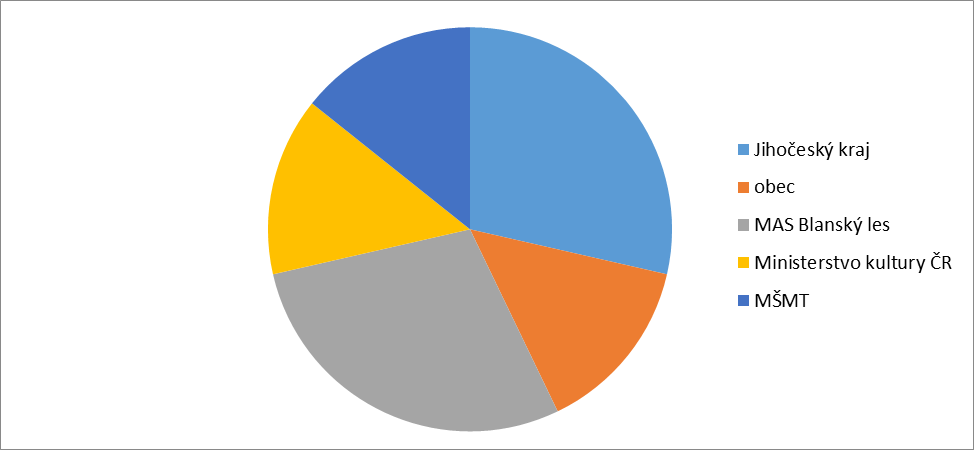 Jihočeský kraj
obec
MAS Blanský les
Ministerstvo kultury ČR
MŠMT